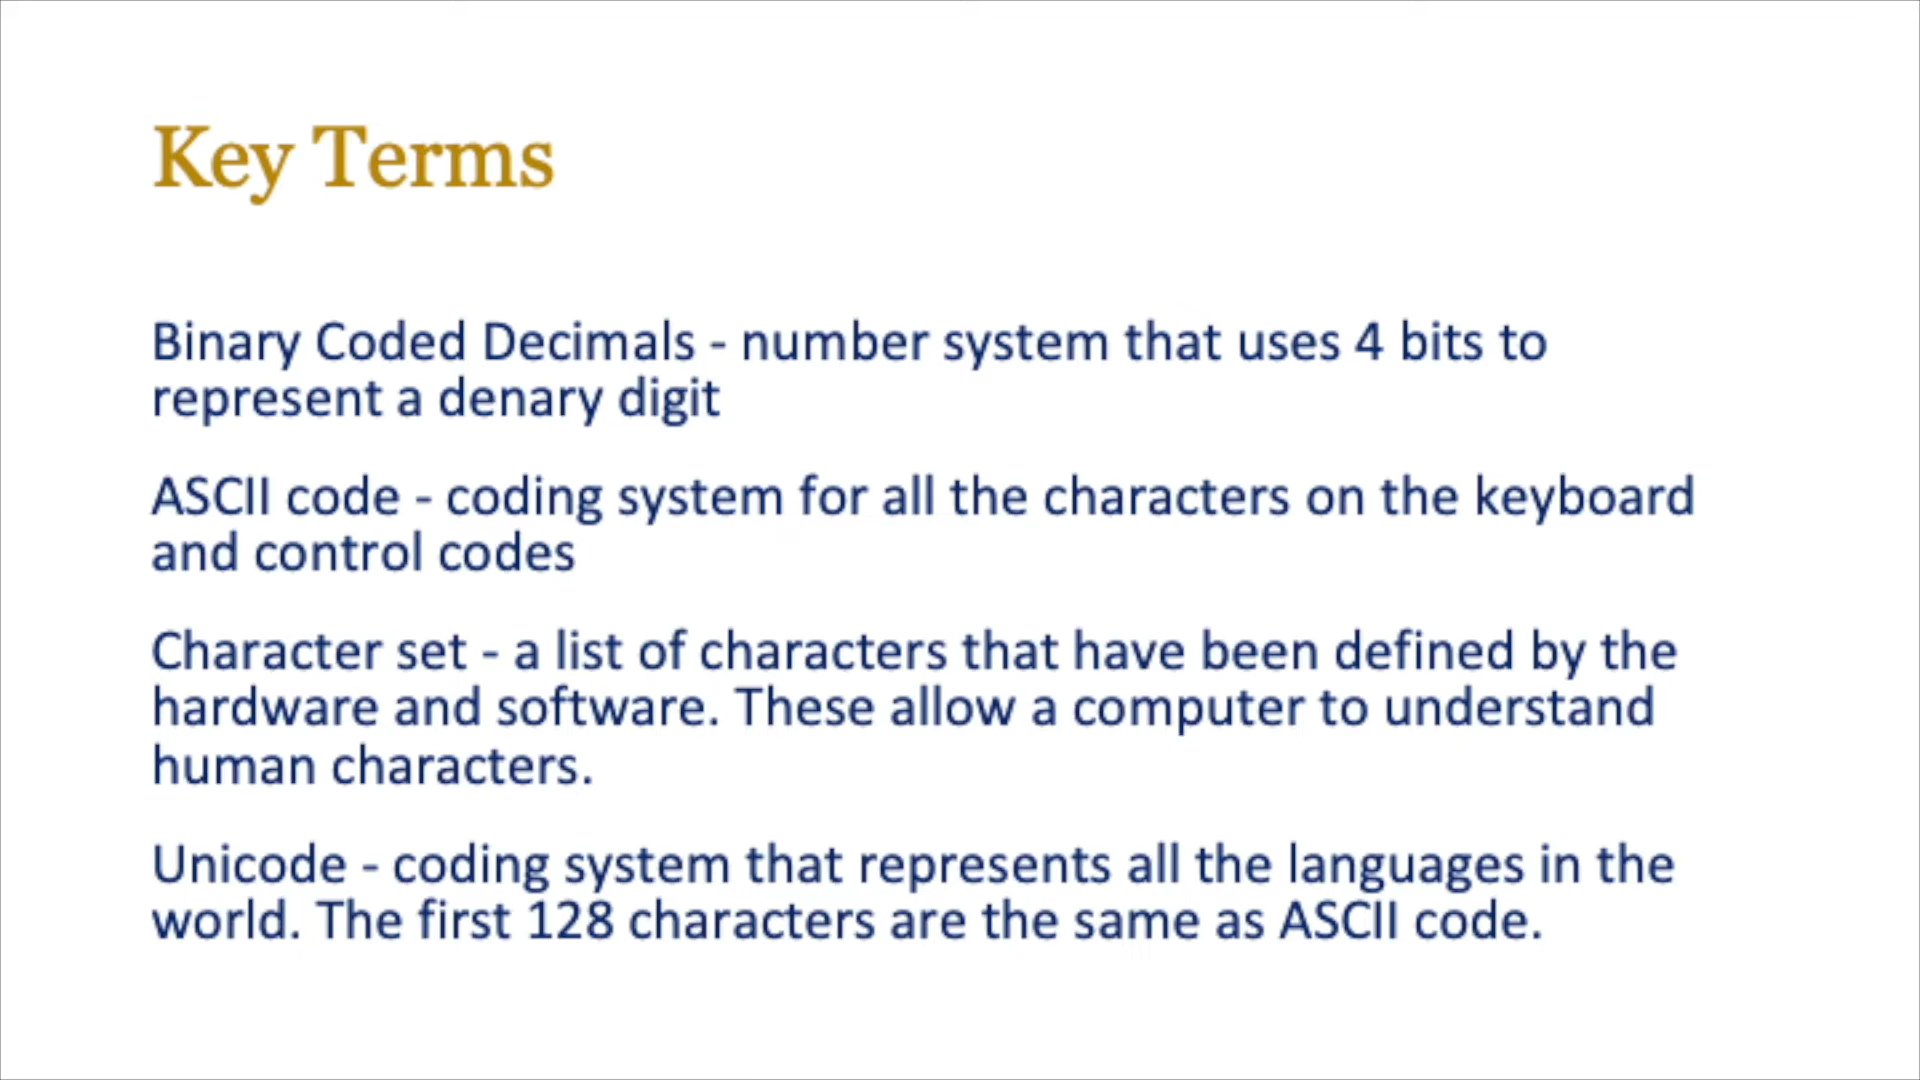 Key Terms
Binary Coded Decimals - number system that uses 4 bits to
represent a denary digit
ASCII code - coding system for all the characters on the keyboard
and control codes
Character set - a list of characters that have been defined by the
hardware and software. These allow a computer to understand
human characters.
Unicode - coding system that represents all the languages in the
world. The first 128 characters are the same as ASCII code.